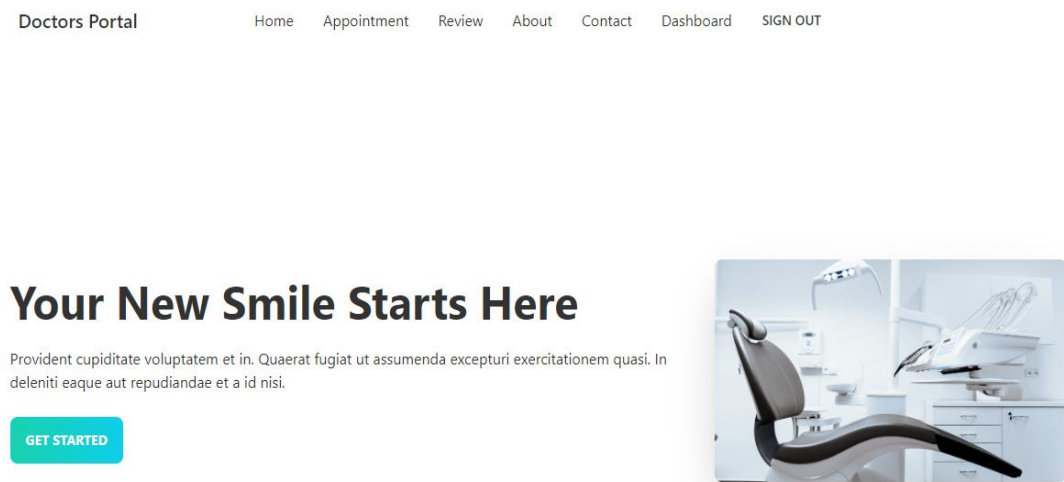 Doctors Portal
Home Appointment Review About Contact Dashboard SIGN OUT
Your New Smile Starts Here
Provident cupiditate voluptatem et in. Quaerat fugiat ut assumenda excepturi exercitationem quasi. In
deleniti eaque aut repudiandae et a id nisi.
GET STARTED